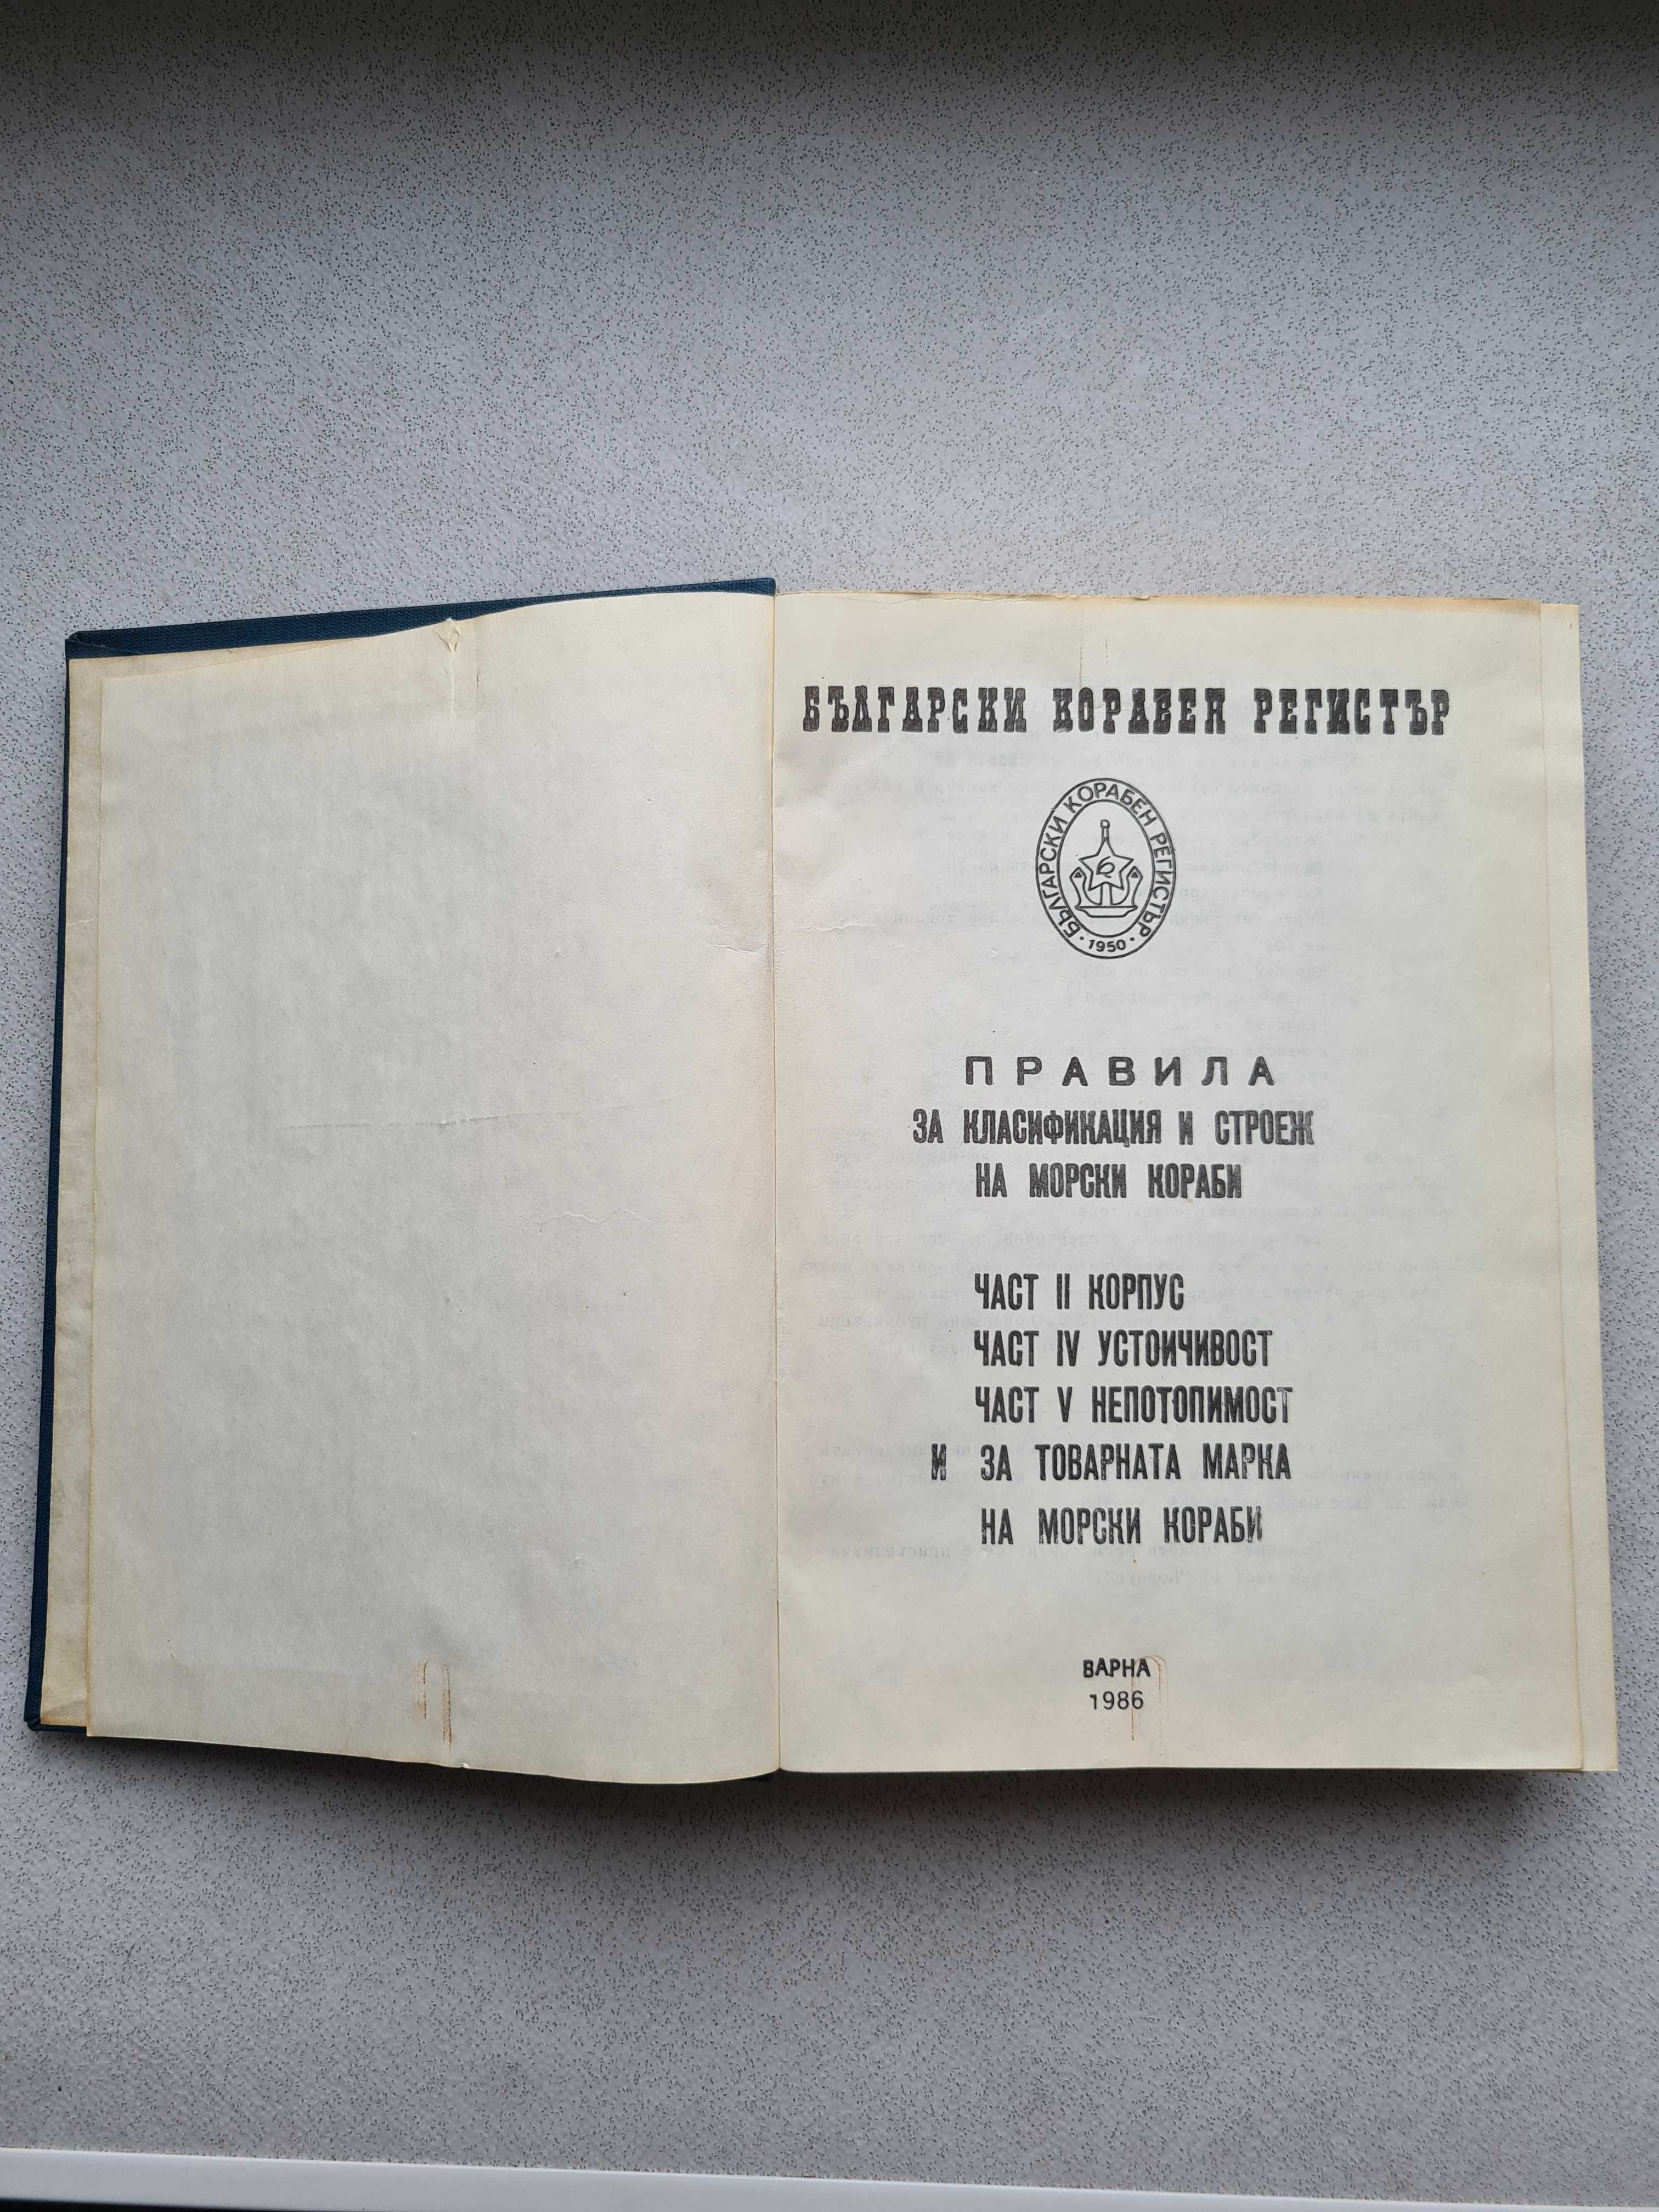 БЪЛГАРСКИ КОРАБЕН РЕГИСТЪР
БЪЛГАРСКИ КОРАБЕН РЕГИСТЪР
· 1950 ·
ПРАВИЛА
ЗА КЛАСИФИКАЦИЯ И СТРОЕЖ
НА МОРСКИ КОРАБИ
ЧАСТ II КОРПУС
ЧАСТ IV УСТОИЧИВОСТ
ЧАСТ V НЕПОТОПИМОСТ
И ЗА ТОВАРНАТА МАРКА
НА МОРСКИ КОРАБИ
ВАРНА
1986